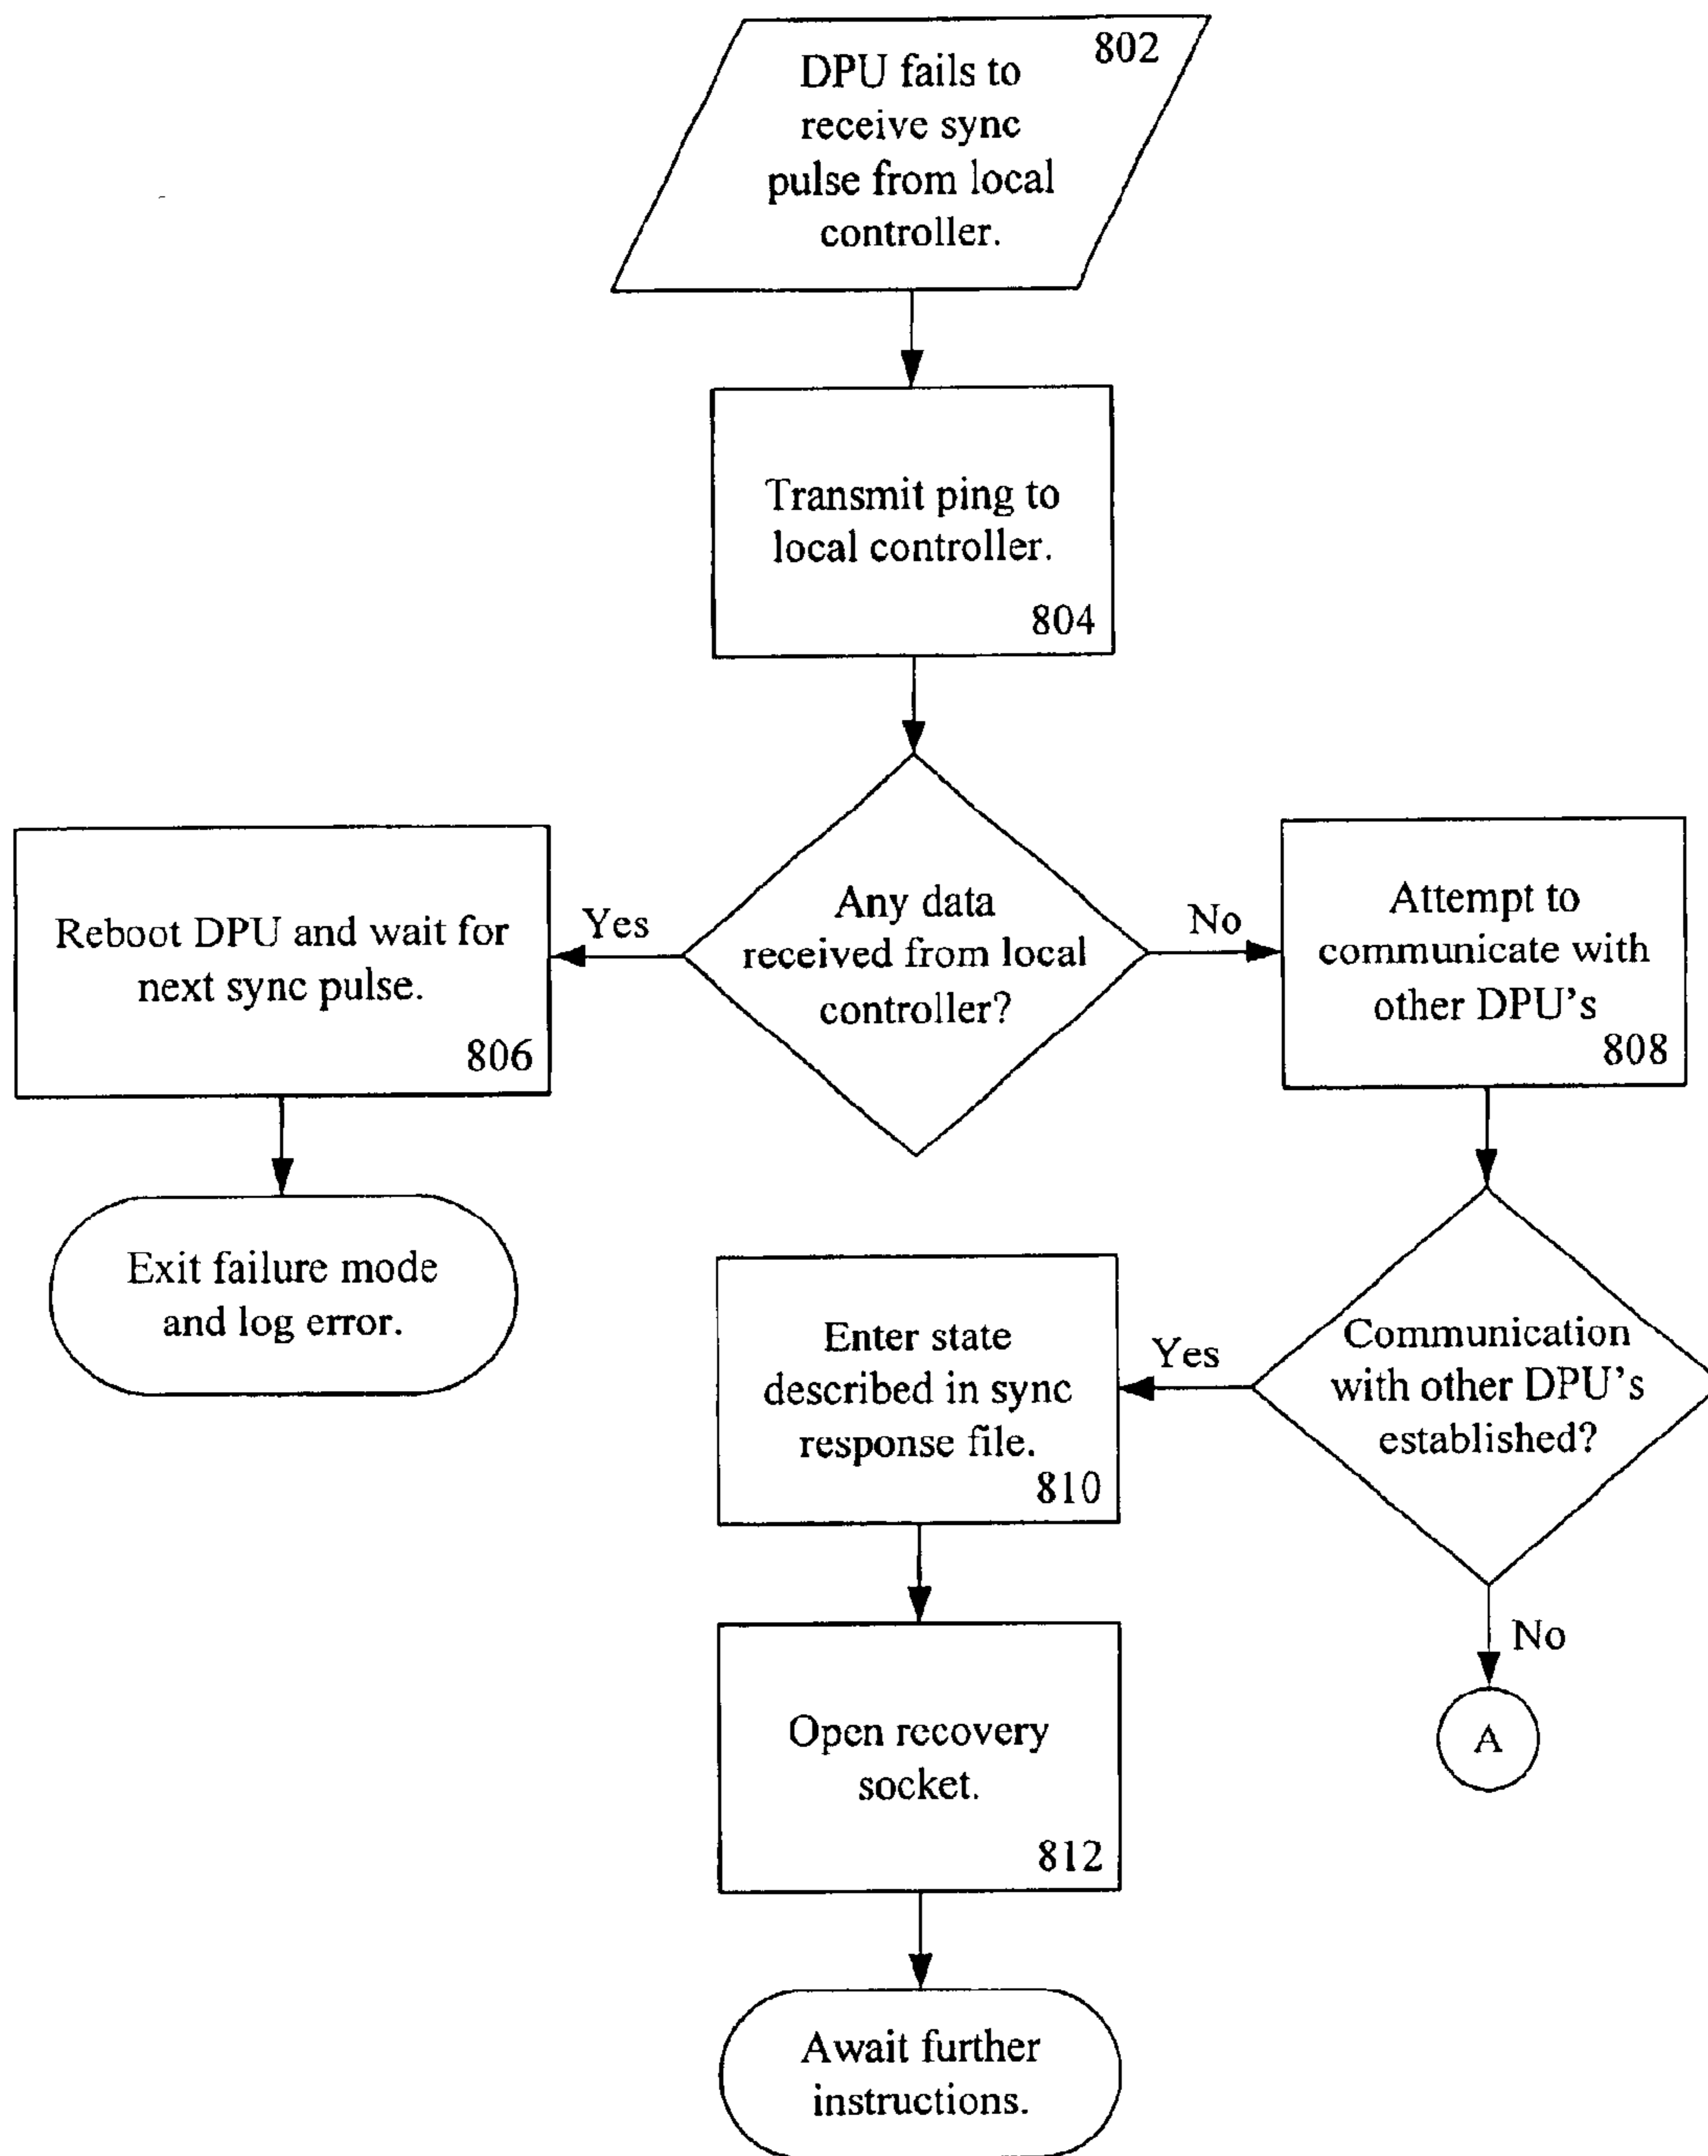 802
DPU fails to
receive sync
pulse from local
controller.
Transmit ping to
local controller.
804
Any data
received from local
controller?
Yes
No
Reboot DPU and wait for
next sync pulse.
806
Attempt to
communicate with
other DPU's
808
Exit failure mode
and log error.
Communication
with other DPU's
established?
Yes
No
Enter state
described in sync
response file.
810
A
Open recovery
socket.
812
Await further
instructions.